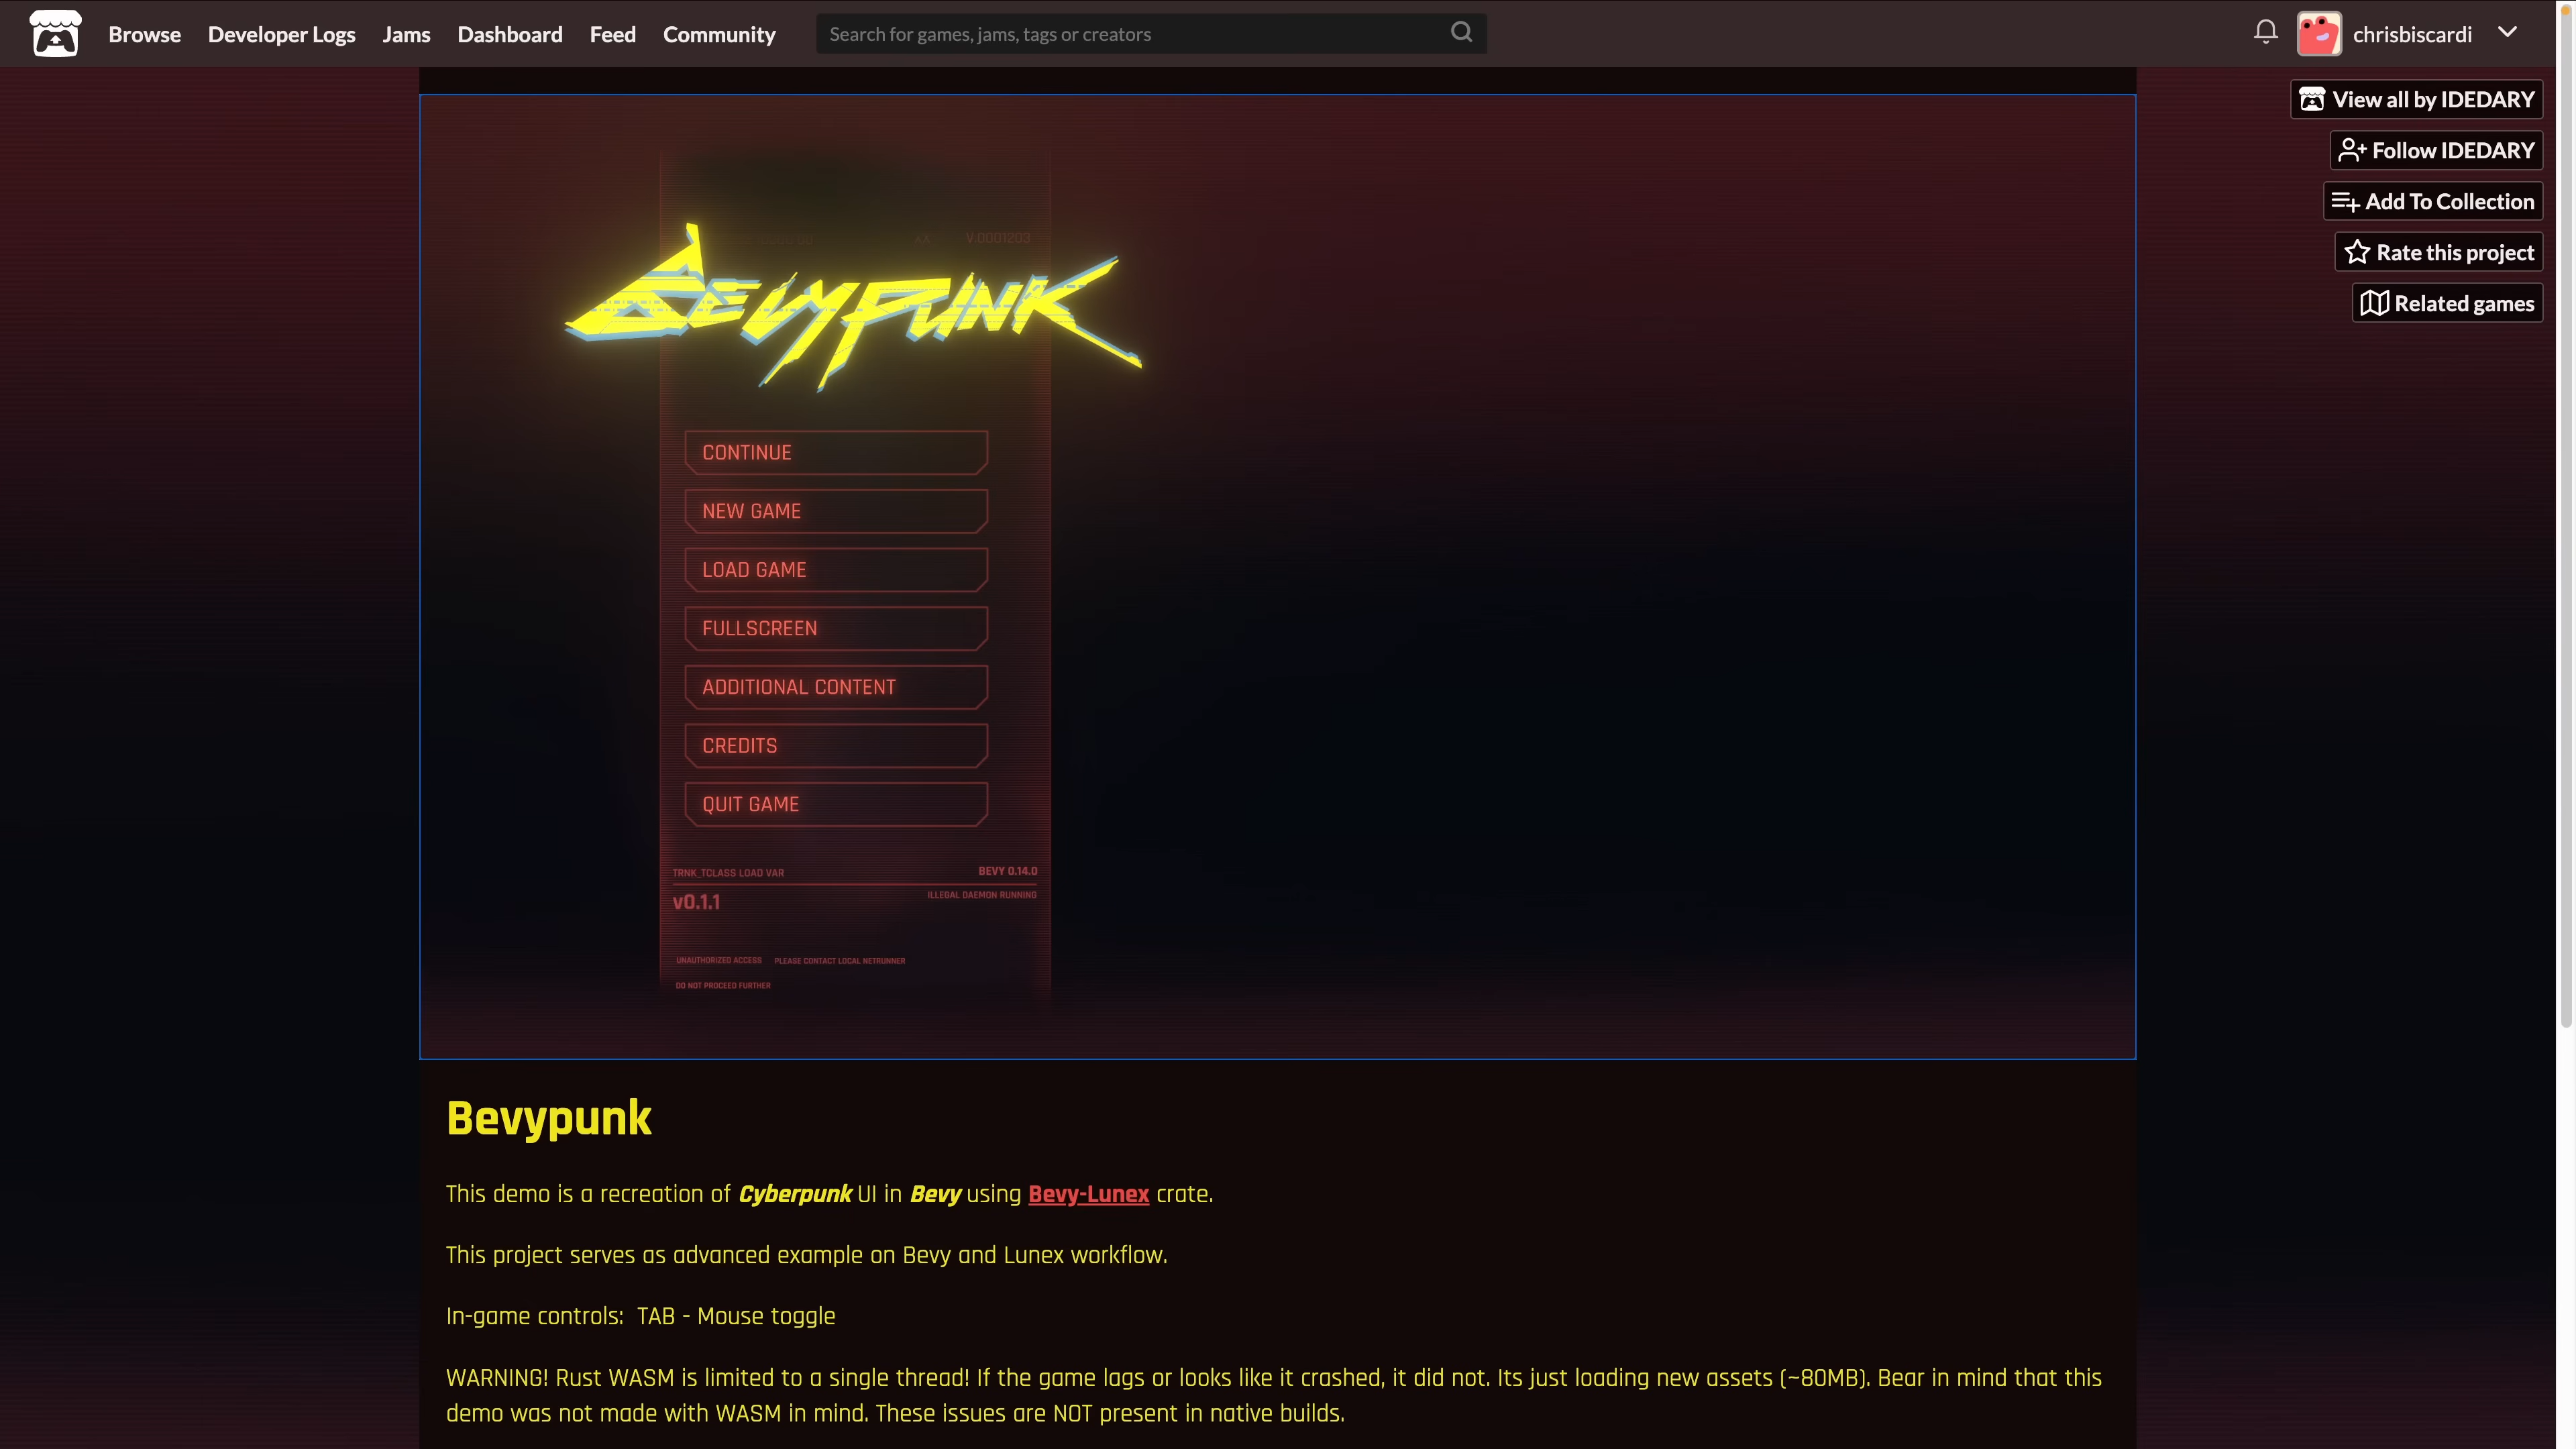 Browse Developer Logs Jams Dashboard Feed Community Search for games, jams, tags or creators chrisbiscardi
View all by IDEDARY
Follow IDEDARY
Add To Collection
Rate this project
Related games
V.0001203
BEVYPUNK
CONTINUE
NEW GAME
LOAD GAME
FULLSCREEN
ADDITIONAL CONTENT
CREDITS
QUIT GAME
TRNK_TCLASS LOAD VAR BEVY 0.14.0
v0.1.1 ILLEGAL DAEMON RUNNING
UNAUTHORIZED ACCESS PLEASE CONTACT LOCAL NETRUNNER
DO NOT PROCEED FURTHER
Bevypunk
This demo is a recreation of Cyberpunk UI in Bevy using Bevy-Lunex crate.
This project serves as advanced example on Bevy and Lunex workflow.
In-game controls: TAB - Mouse toggle
WARNING! Rust WASM is limited to a single thread! If the game lags or looks like it crashed, it did not. Its just loading new assets (~80MB). Bear in mind that this
demo was not made with WASM in mind. These issues are NOT present in native builds.